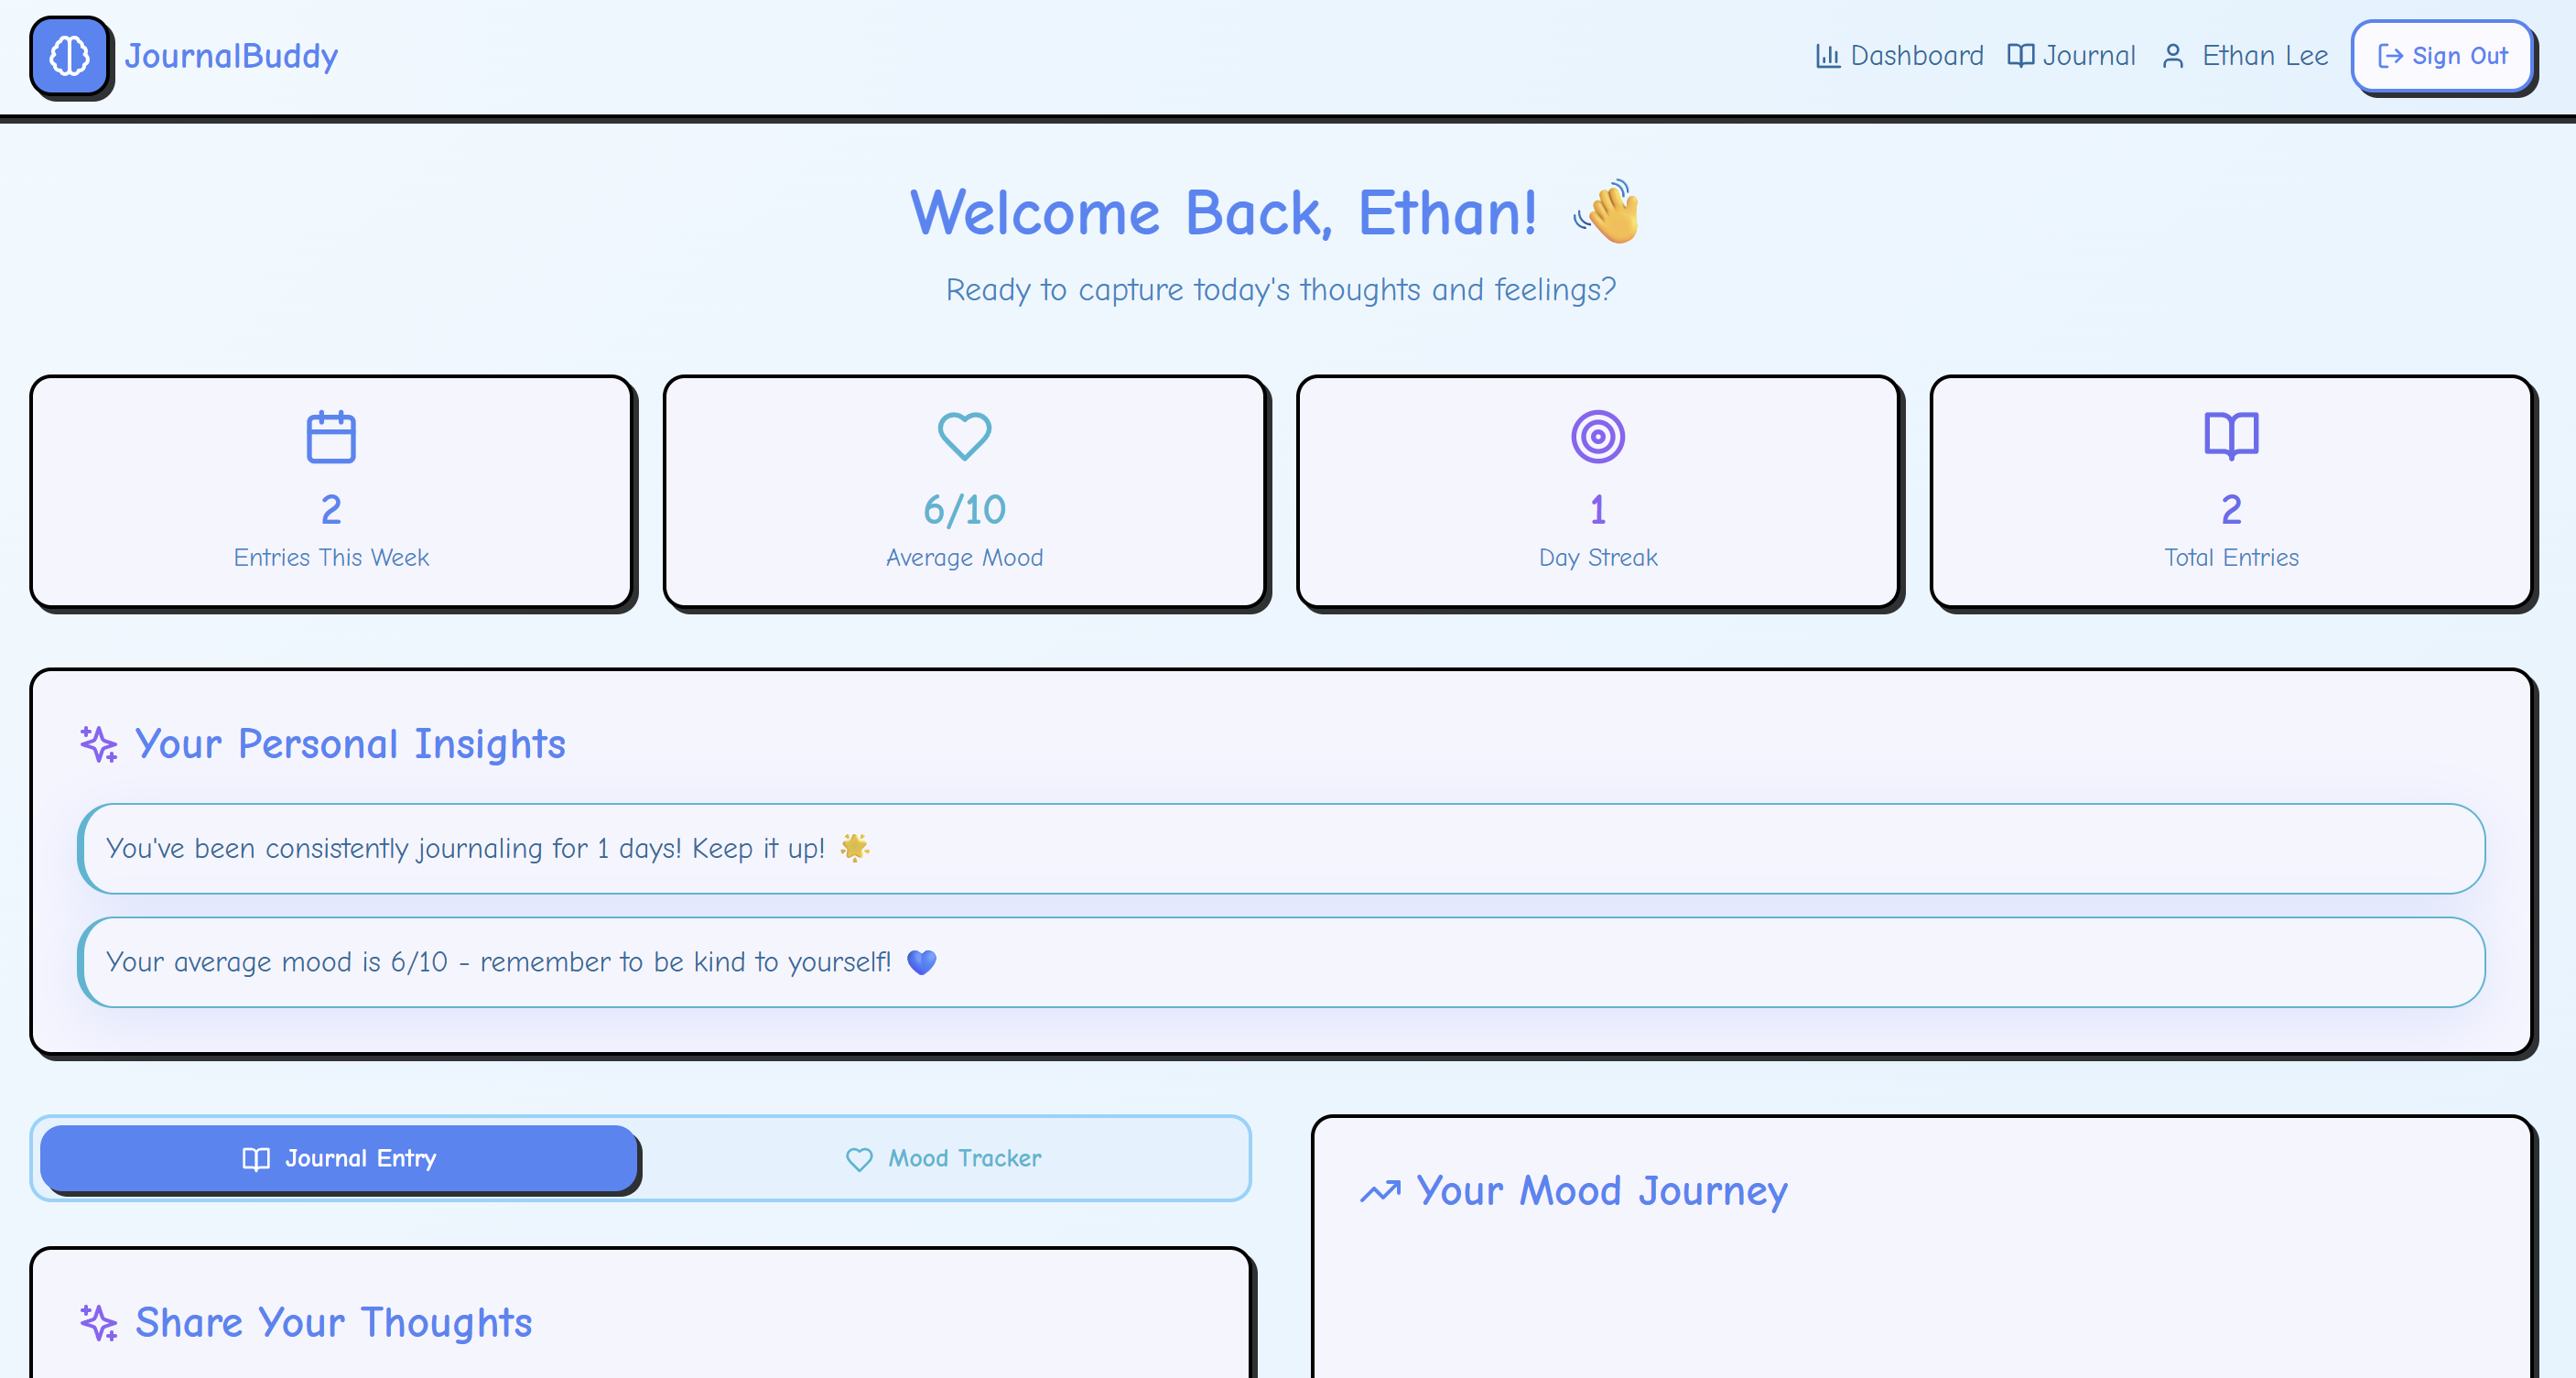 JournalBuddy
Dashboard
Journal
Ethan Lee
Sign Out
Welcome Back, Ethan! 👋
Ready to capture today's thoughts and feelings?
2
Entries This Week
6/10
Average Mood
1
Day Streak
2
Total Entries
Your Personal Insights
You've been consistently journaling for 1 days! Keep it up! 🌟
Your average mood is 6/10 - remember to be kind to yourself! 💙
Journal Entry
Mood Tracker
Share Your Thoughts
Your Mood Journey